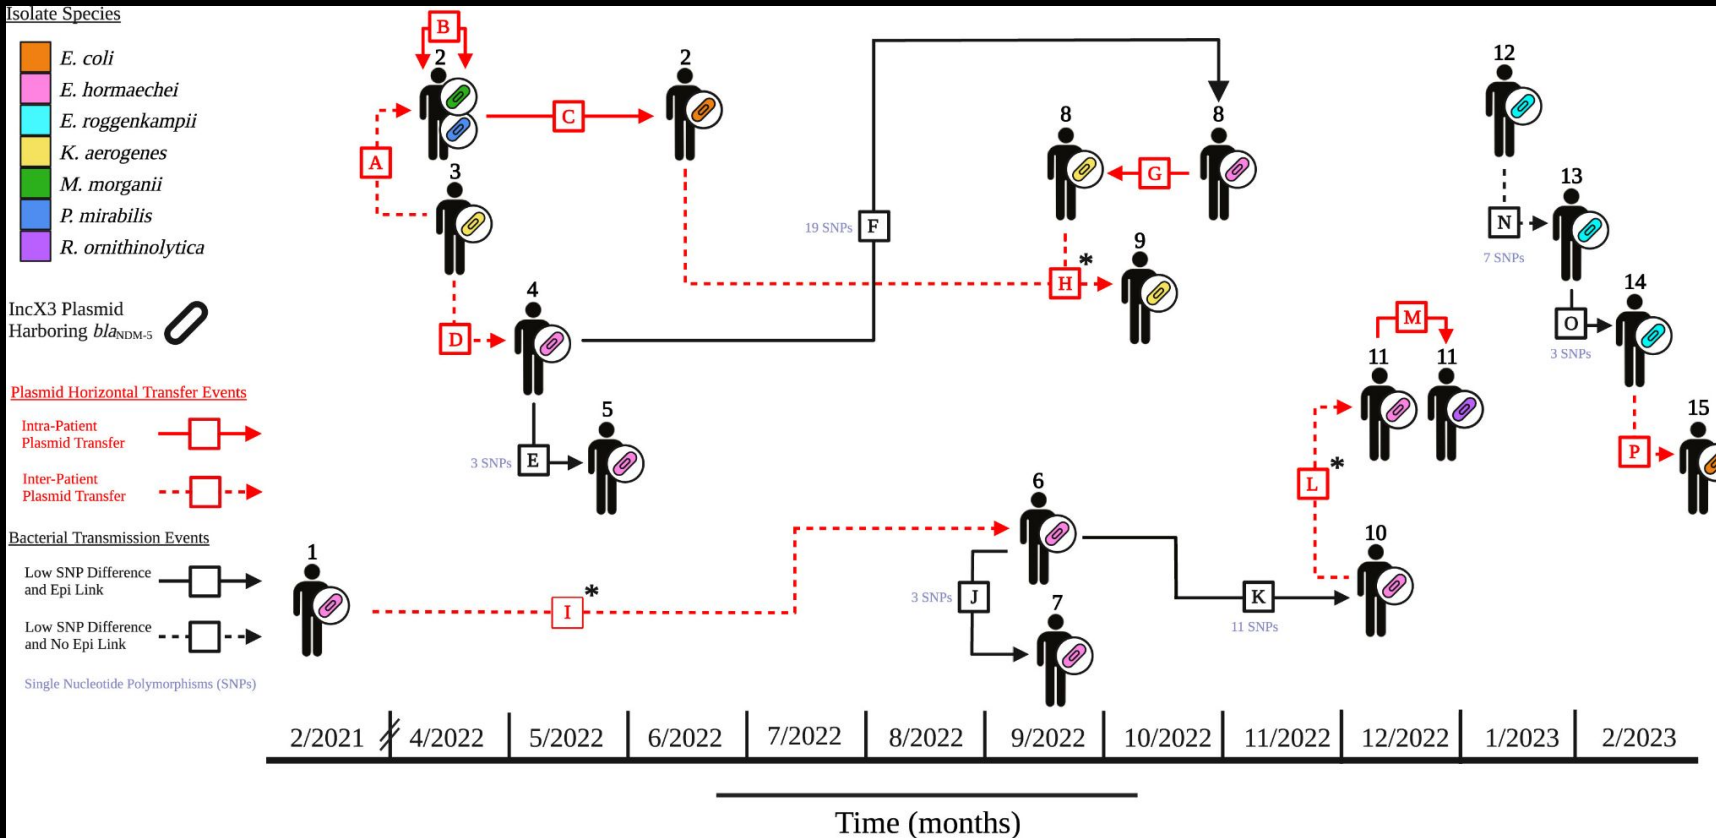 Isolate Species
E. coli
E. hormaechei
E. roggenkampii
K. aerogenes
M. morganii
P. mirabilis
R. ornithinolytica
IncX3 Plasmid
Harboring blaNDM-5
Plasmid Horizontal Transfer Events
Intra-Patient
Plasmid Transfer
Inter-Patient
Plasmid Transfer
Bacterial Transmission Events
Low SNP Difference
and Epi Link
Low SNP Difference
and No Epi Link
Single Nucleotide Polymorphisms (SNPs)
B
2
A
3
C
2
D
4
3 SNPs
E
5
1
I
*
19 SNPs
F
8
8
G
H
*
9
6
3 SNPs
J
7
K
11 SNPs
10
L
*
11
M
11
12
N
7 SNPs
13
O
3 SNPs
14
P
15
2/2021
4/2022
5/2022
6/2022
7/2022
8/2022
9/2022
10/2022
11/2022
12/2022
1/2023
2/2023
Time (months)